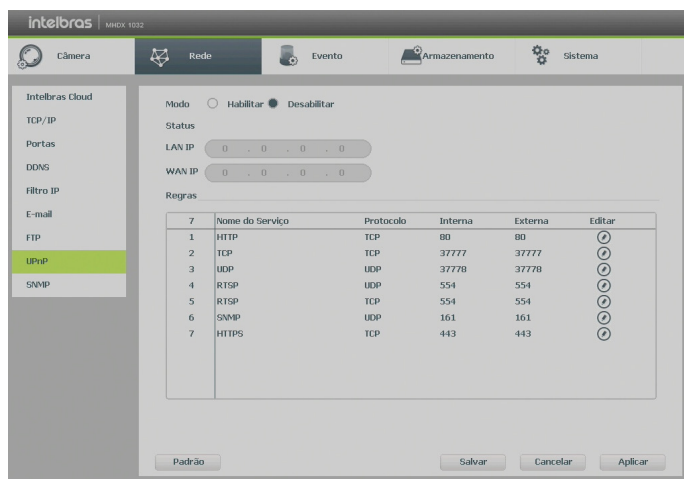 intelbras | MHDX 1032
Câmera Rede Evento Armazenamento Sistema
Intelbras Cloud
TCP/IP
Portas
DDNS
Filtro IP
E-mail
FTP
UPnP
SNMP
Modo Habilitar Desabilitar
Status
LAN IP 0 . 0 . 0 . 0
WAN IP 0 . 0 . 0 . 0
Regras
7 Nome do Serviço Protocolo Interna Externa Editar
1 HTTP TCP 80 80
2 TCP TCP 37777 37777
3 UDP UDP 37778 37778
4 RTSP UDP 554 554
5 RTSP TCP 554 554
6 SNMP UDP 161 161
7 HTTPS TCP 443 443
Padrão Salvar Cancelar Aplicar